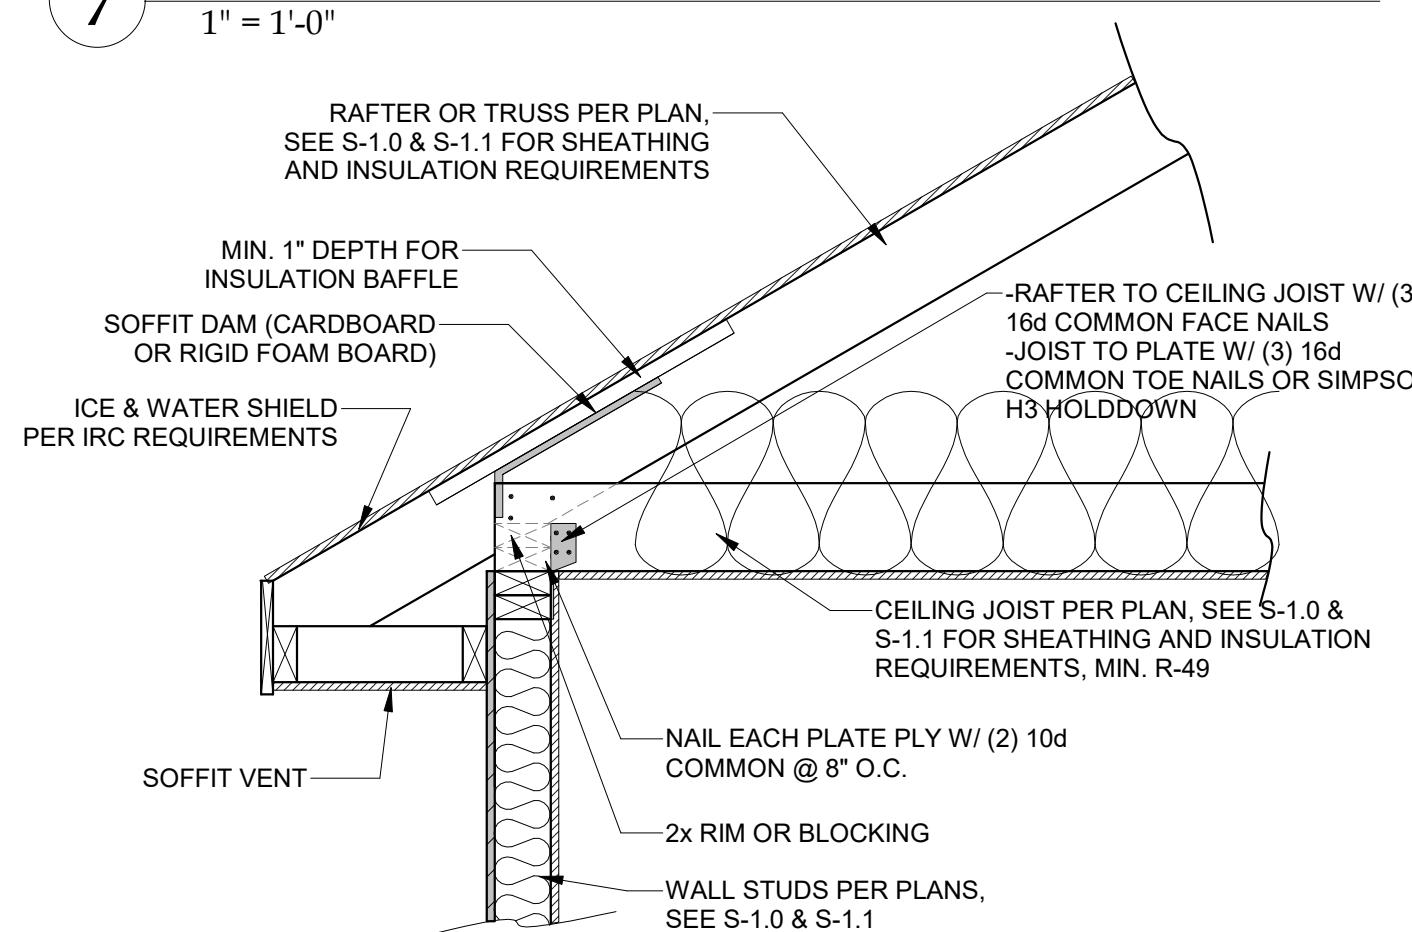 7
1" = 1'-0"
RAFTER OR TRUSS PER PLAN,
SEE S-1.0 & S-1.1 FOR SHEATHING
AND INSULATION REQUIREMENTS
MIN. 1" DEPTH FOR
INSULATION BAFFLE
SOFFIT DAM (CARDBOARD
OR RIGID FOAM BOARD)
ICE & WATER SHIELD
PER IRC REQUIREMENTS
-RAFTER TO CEILING JOIST W/ (3
16d COMMON FACE NAILS
-JOIST TO PLATE W/ (3) 16d
COMMON TOE NAILS OR SIMPSO
H3 HOLDDOWN
CEILING JOIST PER PLAN, SEE S-1.0 &
S-1.1 FOR SHEATHING AND INSULATION
REQUIREMENTS, MIN. R-49
NAIL EACH PLATE PLY W/ (2) 10d
COMMON @ 8" O.C.
SOFFIT VENT
2x RIM OR BLOCKING
WALL STUDS PER PLANS,
SEE S-1.0 & S-1.1